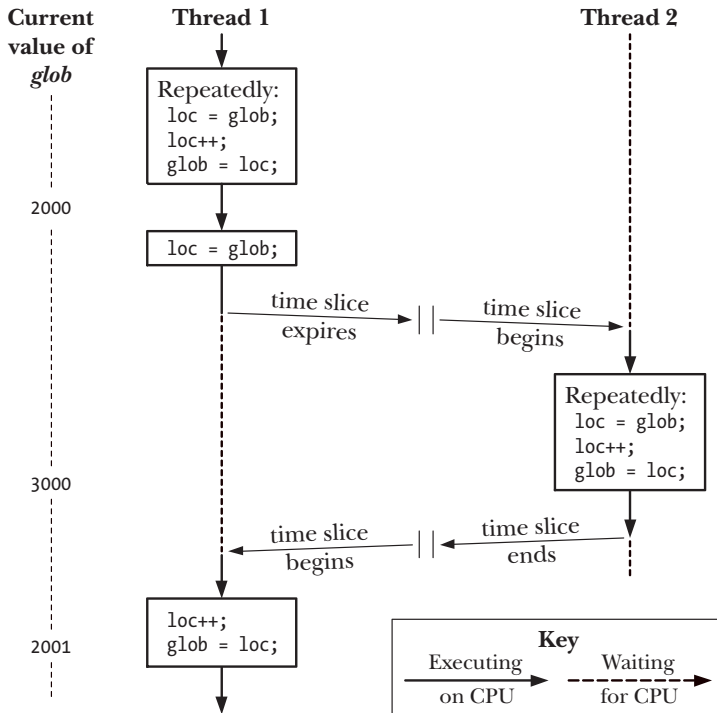 Current
value of
glob
Thread 1
Thread 2
Repeatedly:
loc = glob;
loc++;
glob = loc;
2000
loc = glob;
time slice
expires
time slice
begins
Repeatedly:
loc = glob;
loc++;
glob = loc;
3000
time slice
begins
time slice
ends
loc++;
glob = loc;
2001
Key
Executing
on CPU
Waiting
for CPU